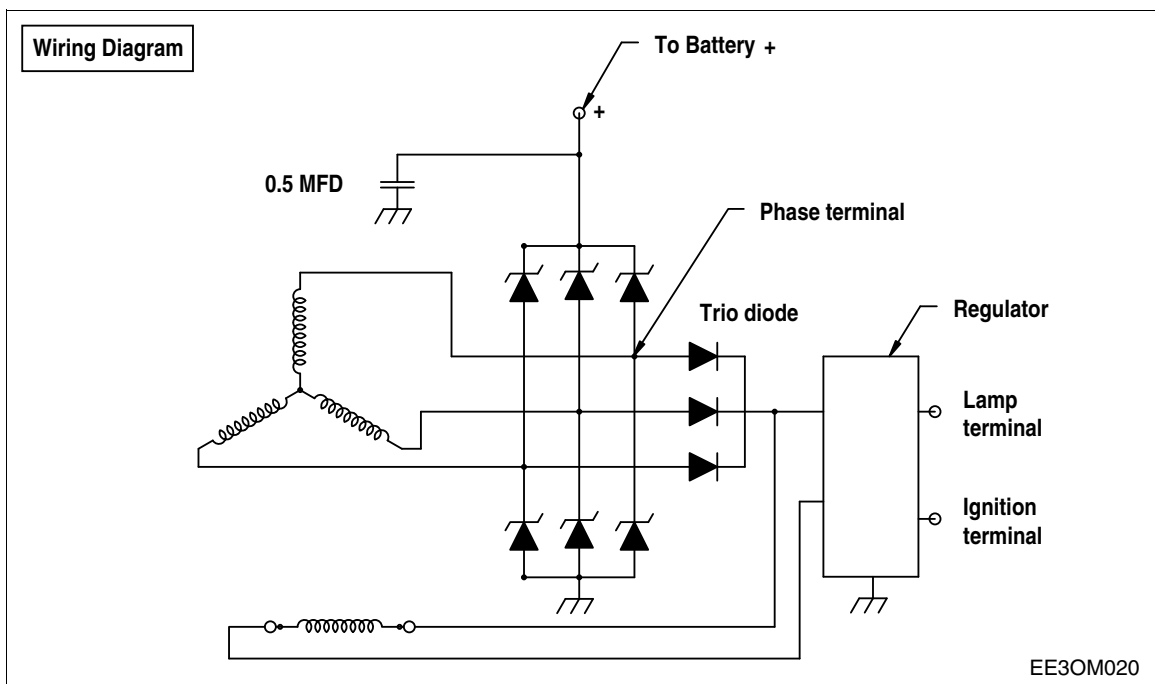 Wiring Diagram
To Battery +
+
0.5 MFD
Phase terminal
Trio diode
Regulator
Lamp
terminal
Ignition
terminal
EE3OM020